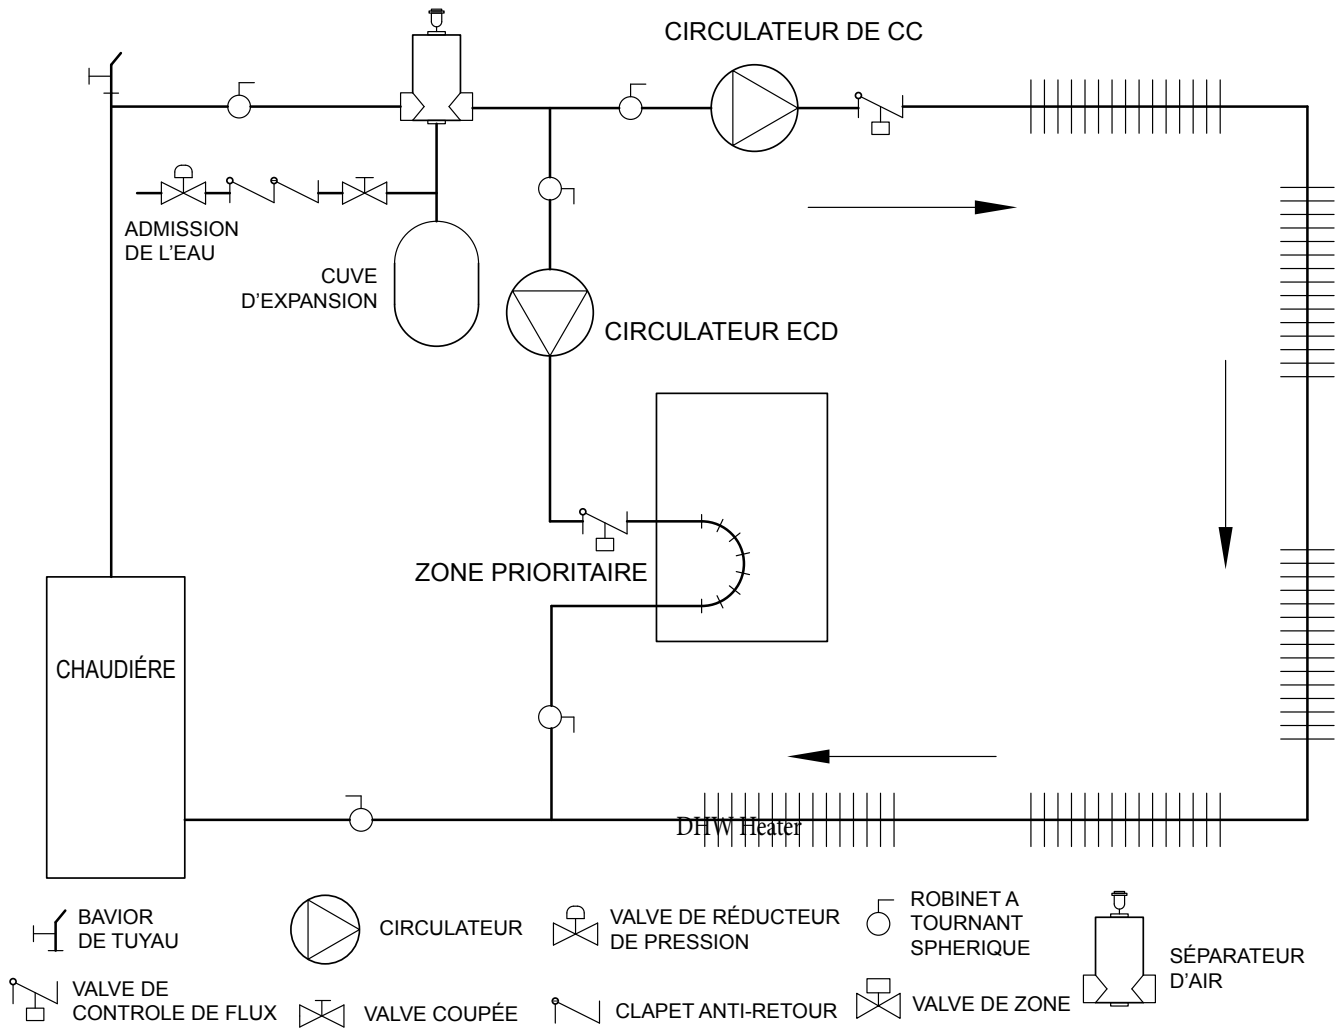 CIRCULATEUR DE CC
ADMISSION
DE L'EAU
CUVE
D'EXPANSION
CIRCULATEUR ECD
ZONE PRIORITAIRE
CHAUDIÉRE
DHW Heater
BAVIOR
DE TUYAU
CIRCULATEUR
VALVE DE RÉDUCTEUR
DE PRESSION
ROBINET A
TOURNANT
SPHERIQUE
SÉPARATEUR
D'AIR
VALVE DE
CONTROLE DE FLUX
VALVE COUPÉE
CLAPET ANTI-RETOUR
VALVE DE ZONE